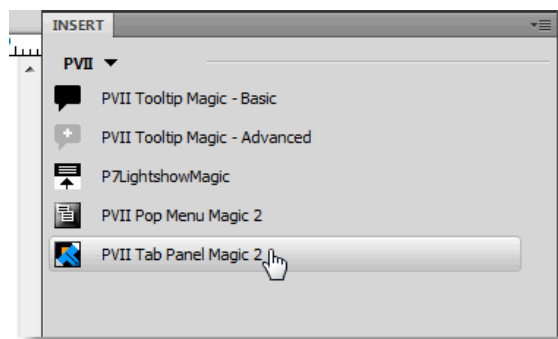 INSERT
PVII
PVII Tooltip Magic - Basic
PVII Tooltip Magic - Advanced
P7LightshowMagic
PVII Pop Menu Magic 2
PVII Tab Panel Magic 2